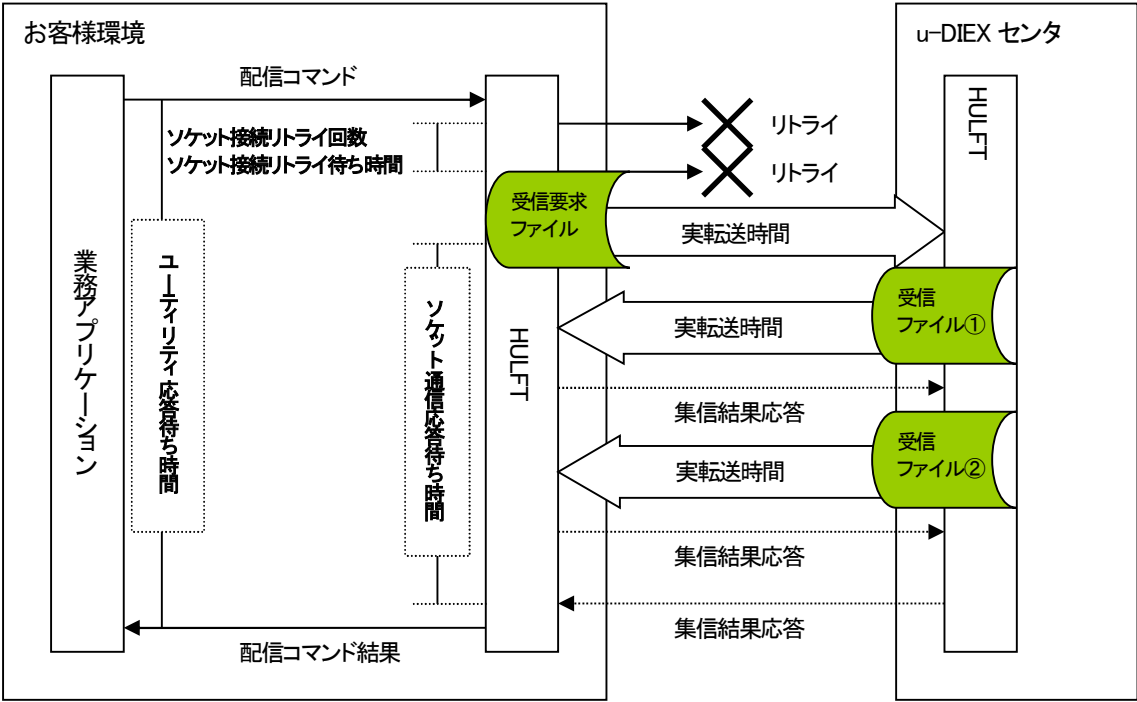 お客様環境
u-DIEX センタ
配信コマンド
HULFT
ソケット接続リトライ回数
ソケット接続リトライ待ち時間
リトライ
リトライ
受信要求
ファイル
実転送時間
業務アプリケーション
ユーティリティ応答待ち時間
ソケット通信応答待ち時間
HULFT
受信
ファイル①
実転送時間
集信結果応答
受信
ファイル②
実転送時間
集信結果応答
集信結果応答
配信コマンド結果